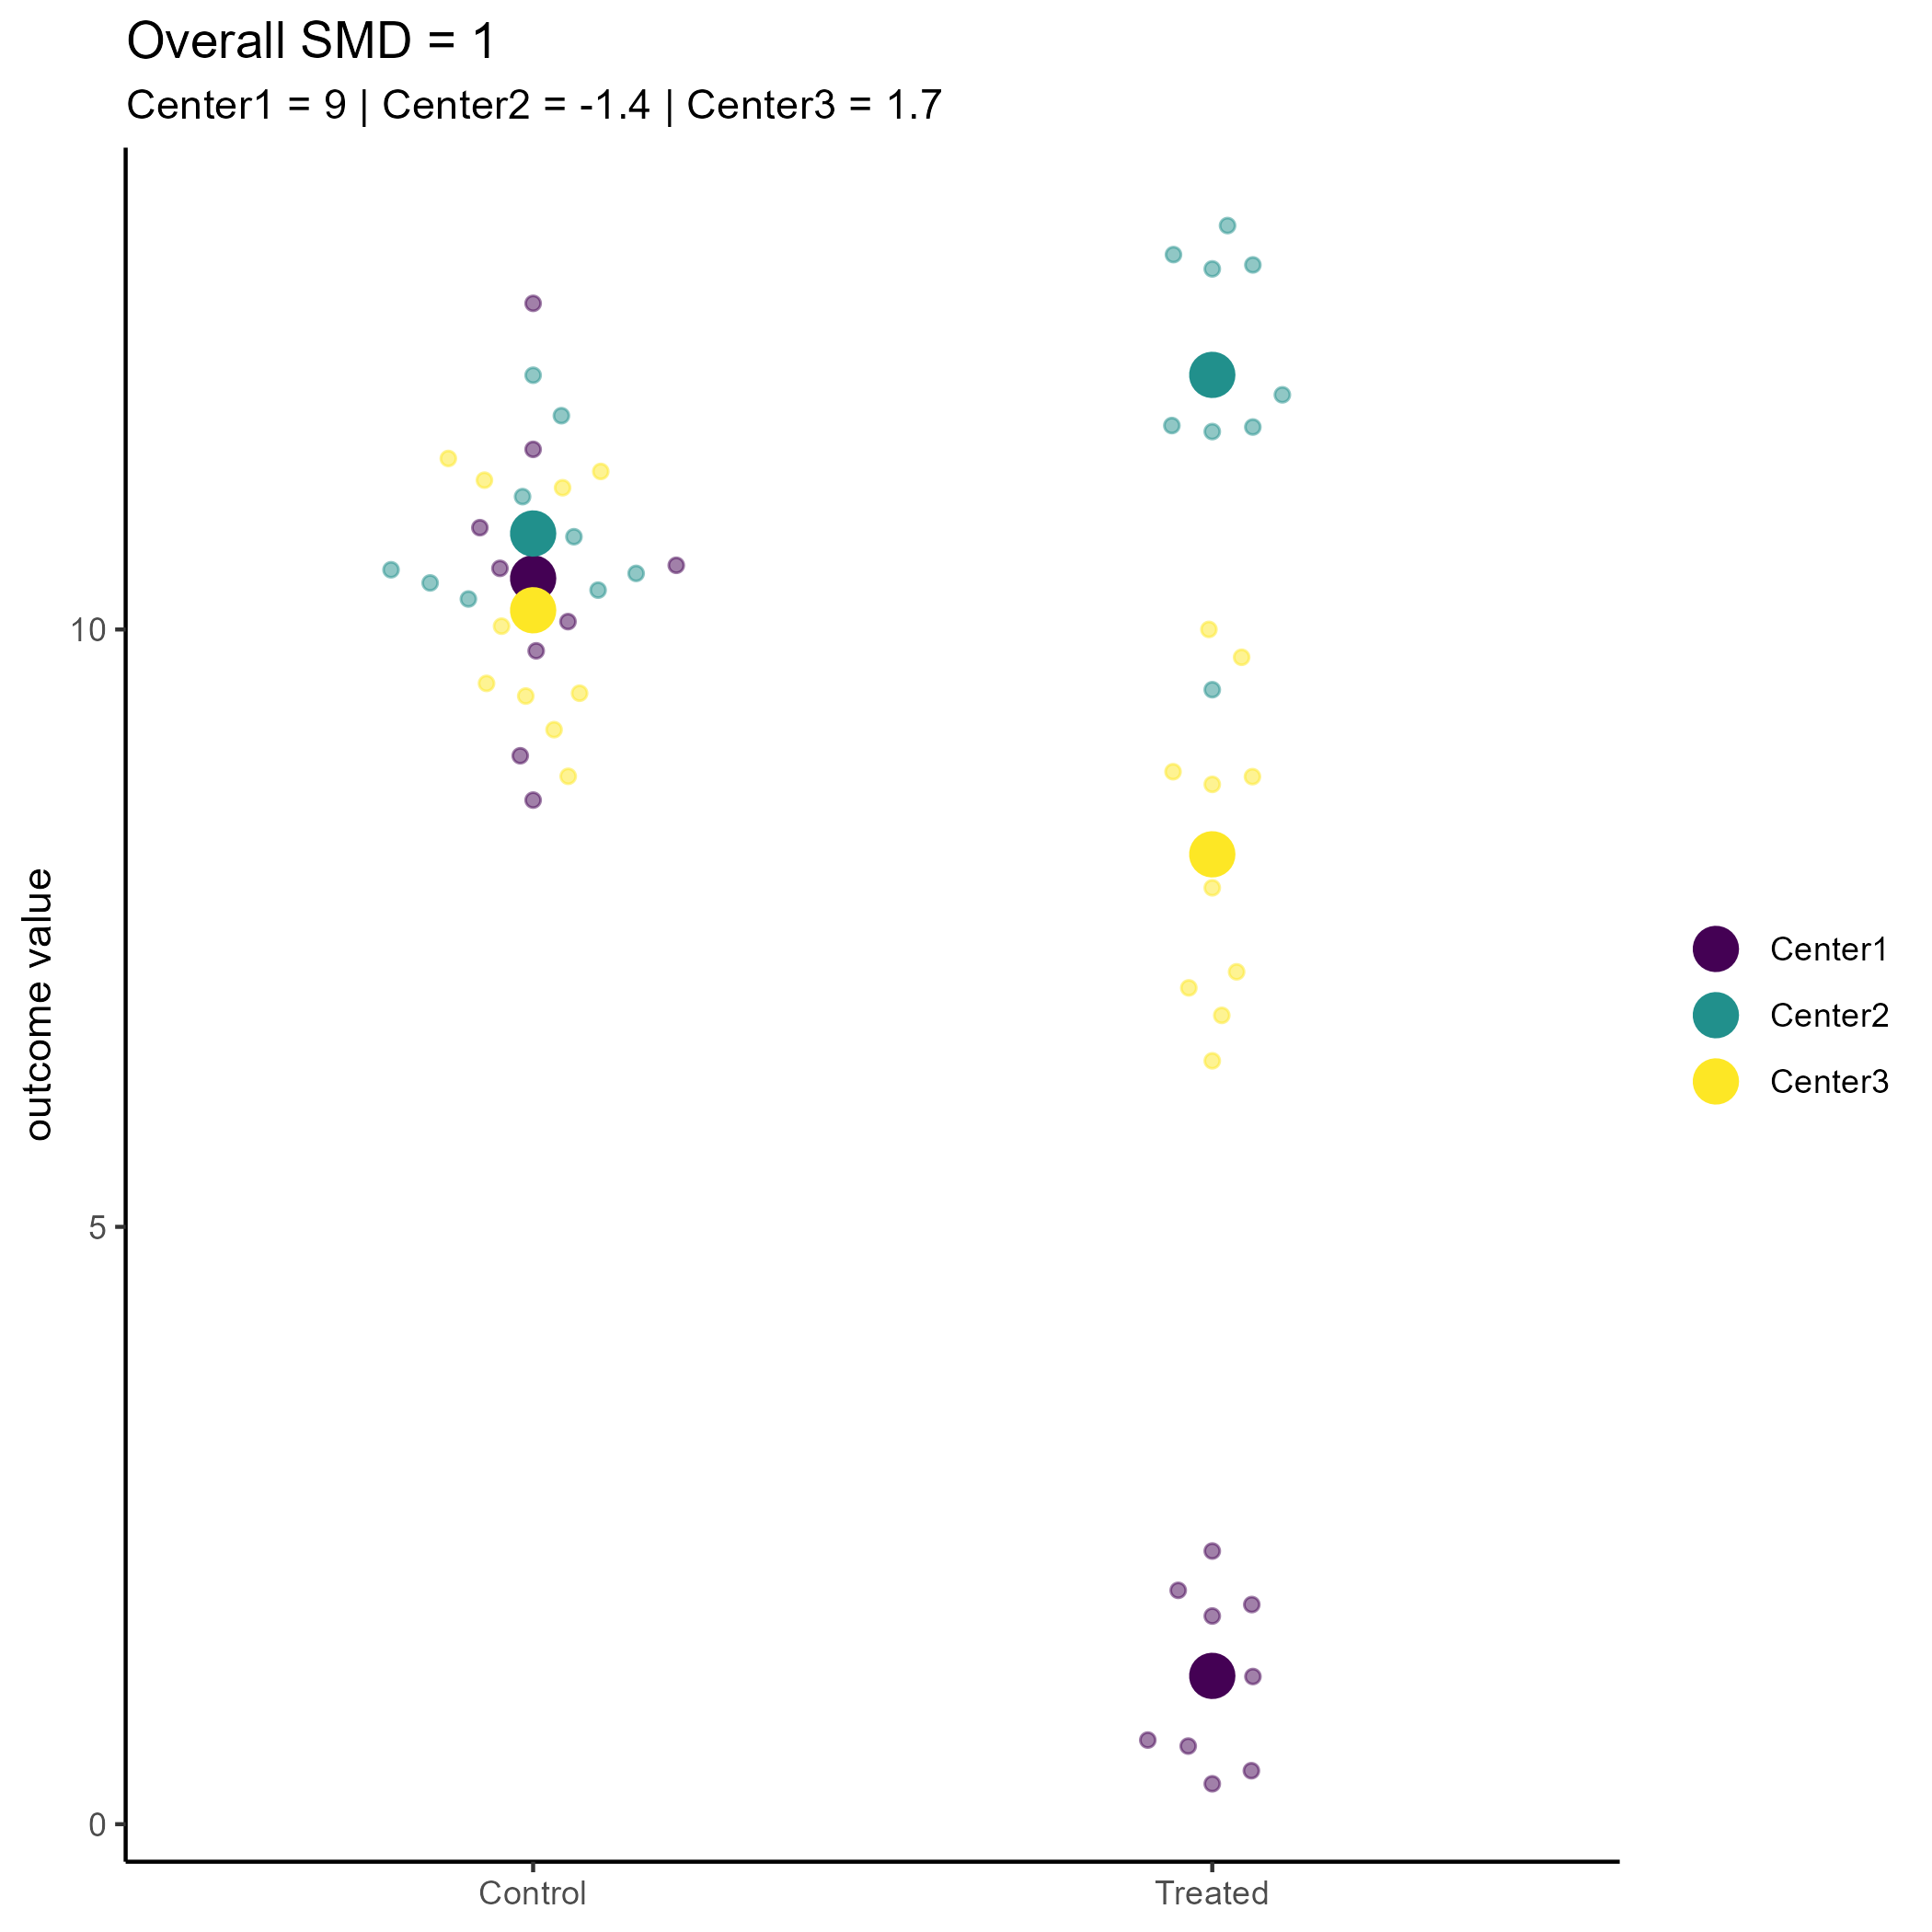 Overall SMD = 1
Center1 = 9 | Center2 = -1.4 | Center3 = 1.7
outcome value
10
5
0
Control
Treated
Center1
Center2
Center3